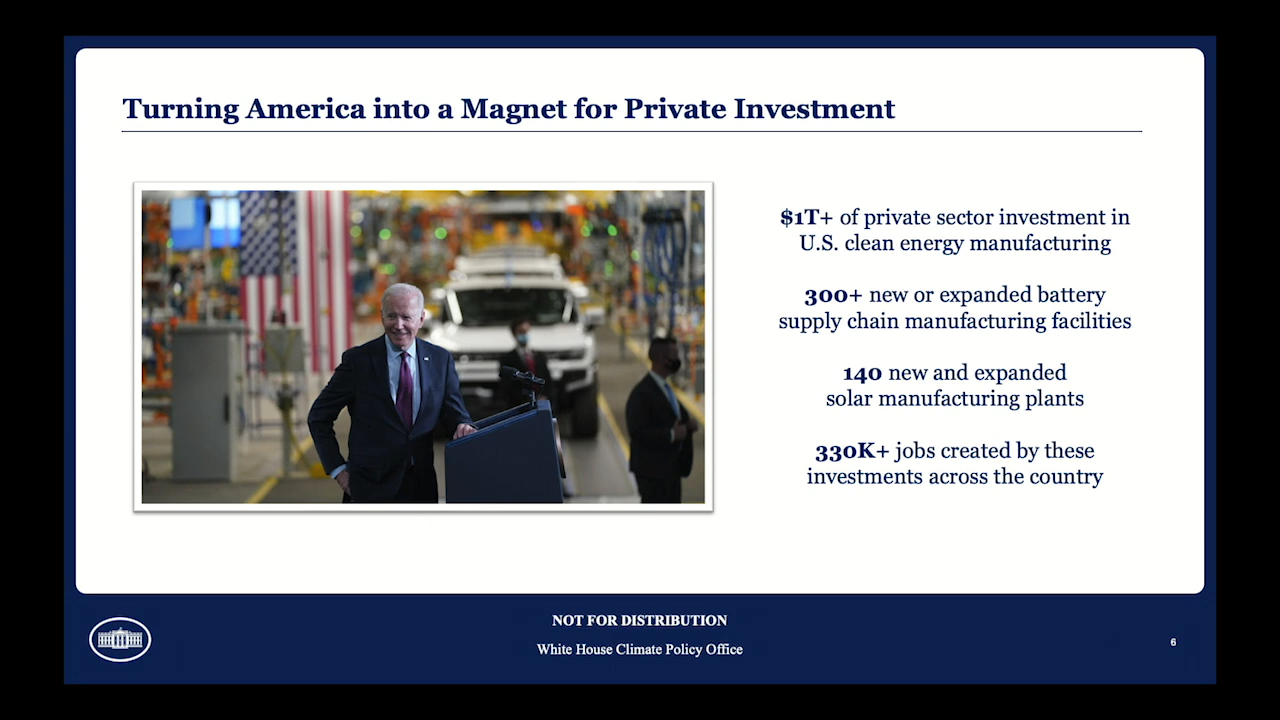 Turning America into a Magnet for Private Investment
$1T+ of private sector investment in
U.S. clean energy manufacturing
300+ new or expanded battery
supply chain manufacturing facilities
140 new and expanded
solar manufacturing plants
330K+ jobs created by these
investments across the country
NOT FOR DISTRIBUTION
White House Climate Policy Office
6